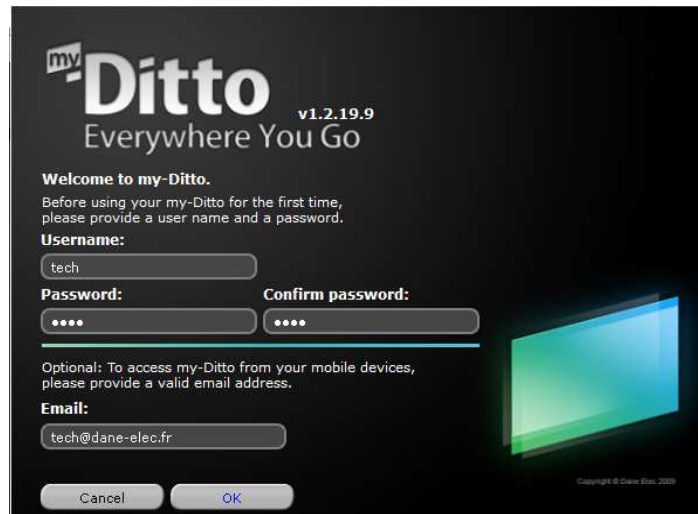 my-
Ditto
v1.2.19.9
Everywhere You Go
Welcome to my-Ditto.
Before using your my-Ditto for the first time,
please provide a user name and a password.
Username:
tech
Password: Confirm password:
•••• ••••
Optional: To access my-Ditto from your mobile devices,
please provide a valid email address.
Email:
tech@dane-elec.fr
Cancel OK
Copyright © Dane Elec 2009